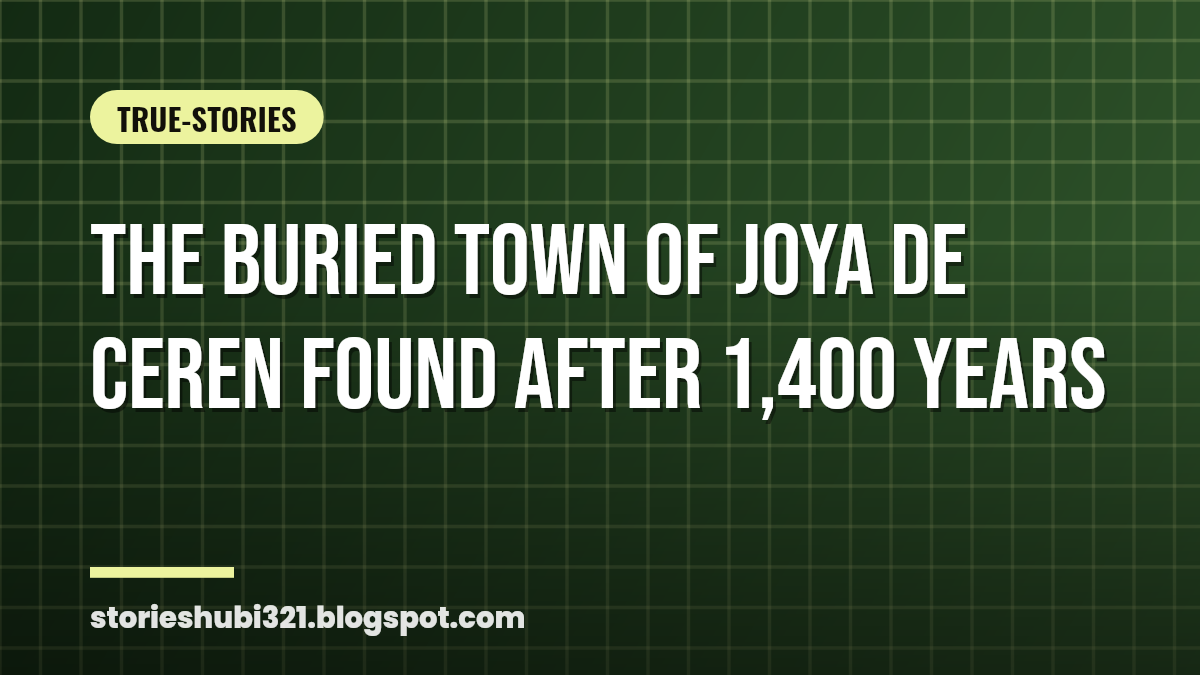 TRUE-STORIES
THE BURIED TOWN OF JOYA DE
CEREN FOUND AFTER 1,400 YEARS
storieshubi321.blogspot.com